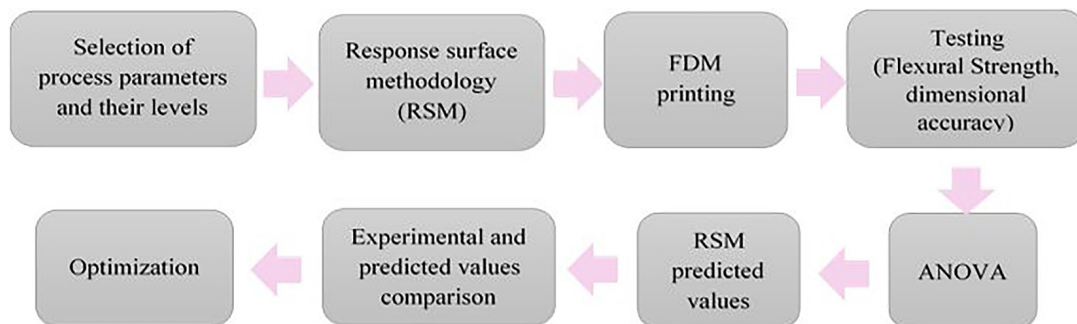 Selection of
process parameters
and their levels
Response surface
methodology
(RSM)
FDM
printing
Testing
(Flexural Strength,
dimensional
accuracy)
ANOVA
RSM
predicted
values
Experimental and
predicted values
comparison
Optimization